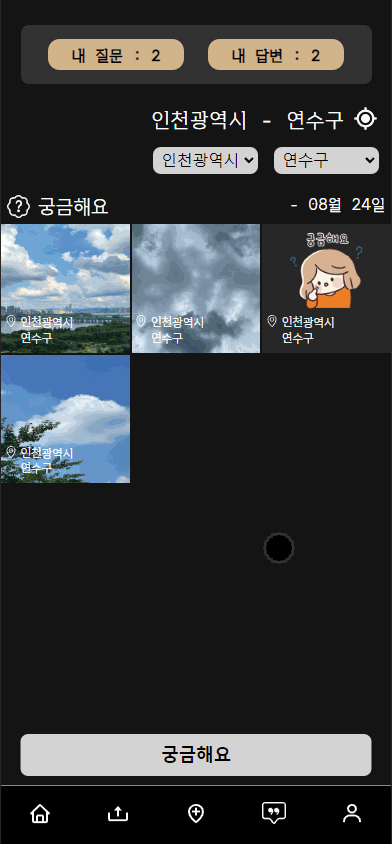 내 질문 : 2
내 답변 : 2
인천광역시 - 연수구
인천광역시
연수구
궁금해요
- 08월 24일
인천광역시
연수구
인천광역시
연수구
궁금해요
인천광역시
연수구
인천광역시
연수구
궁금해요